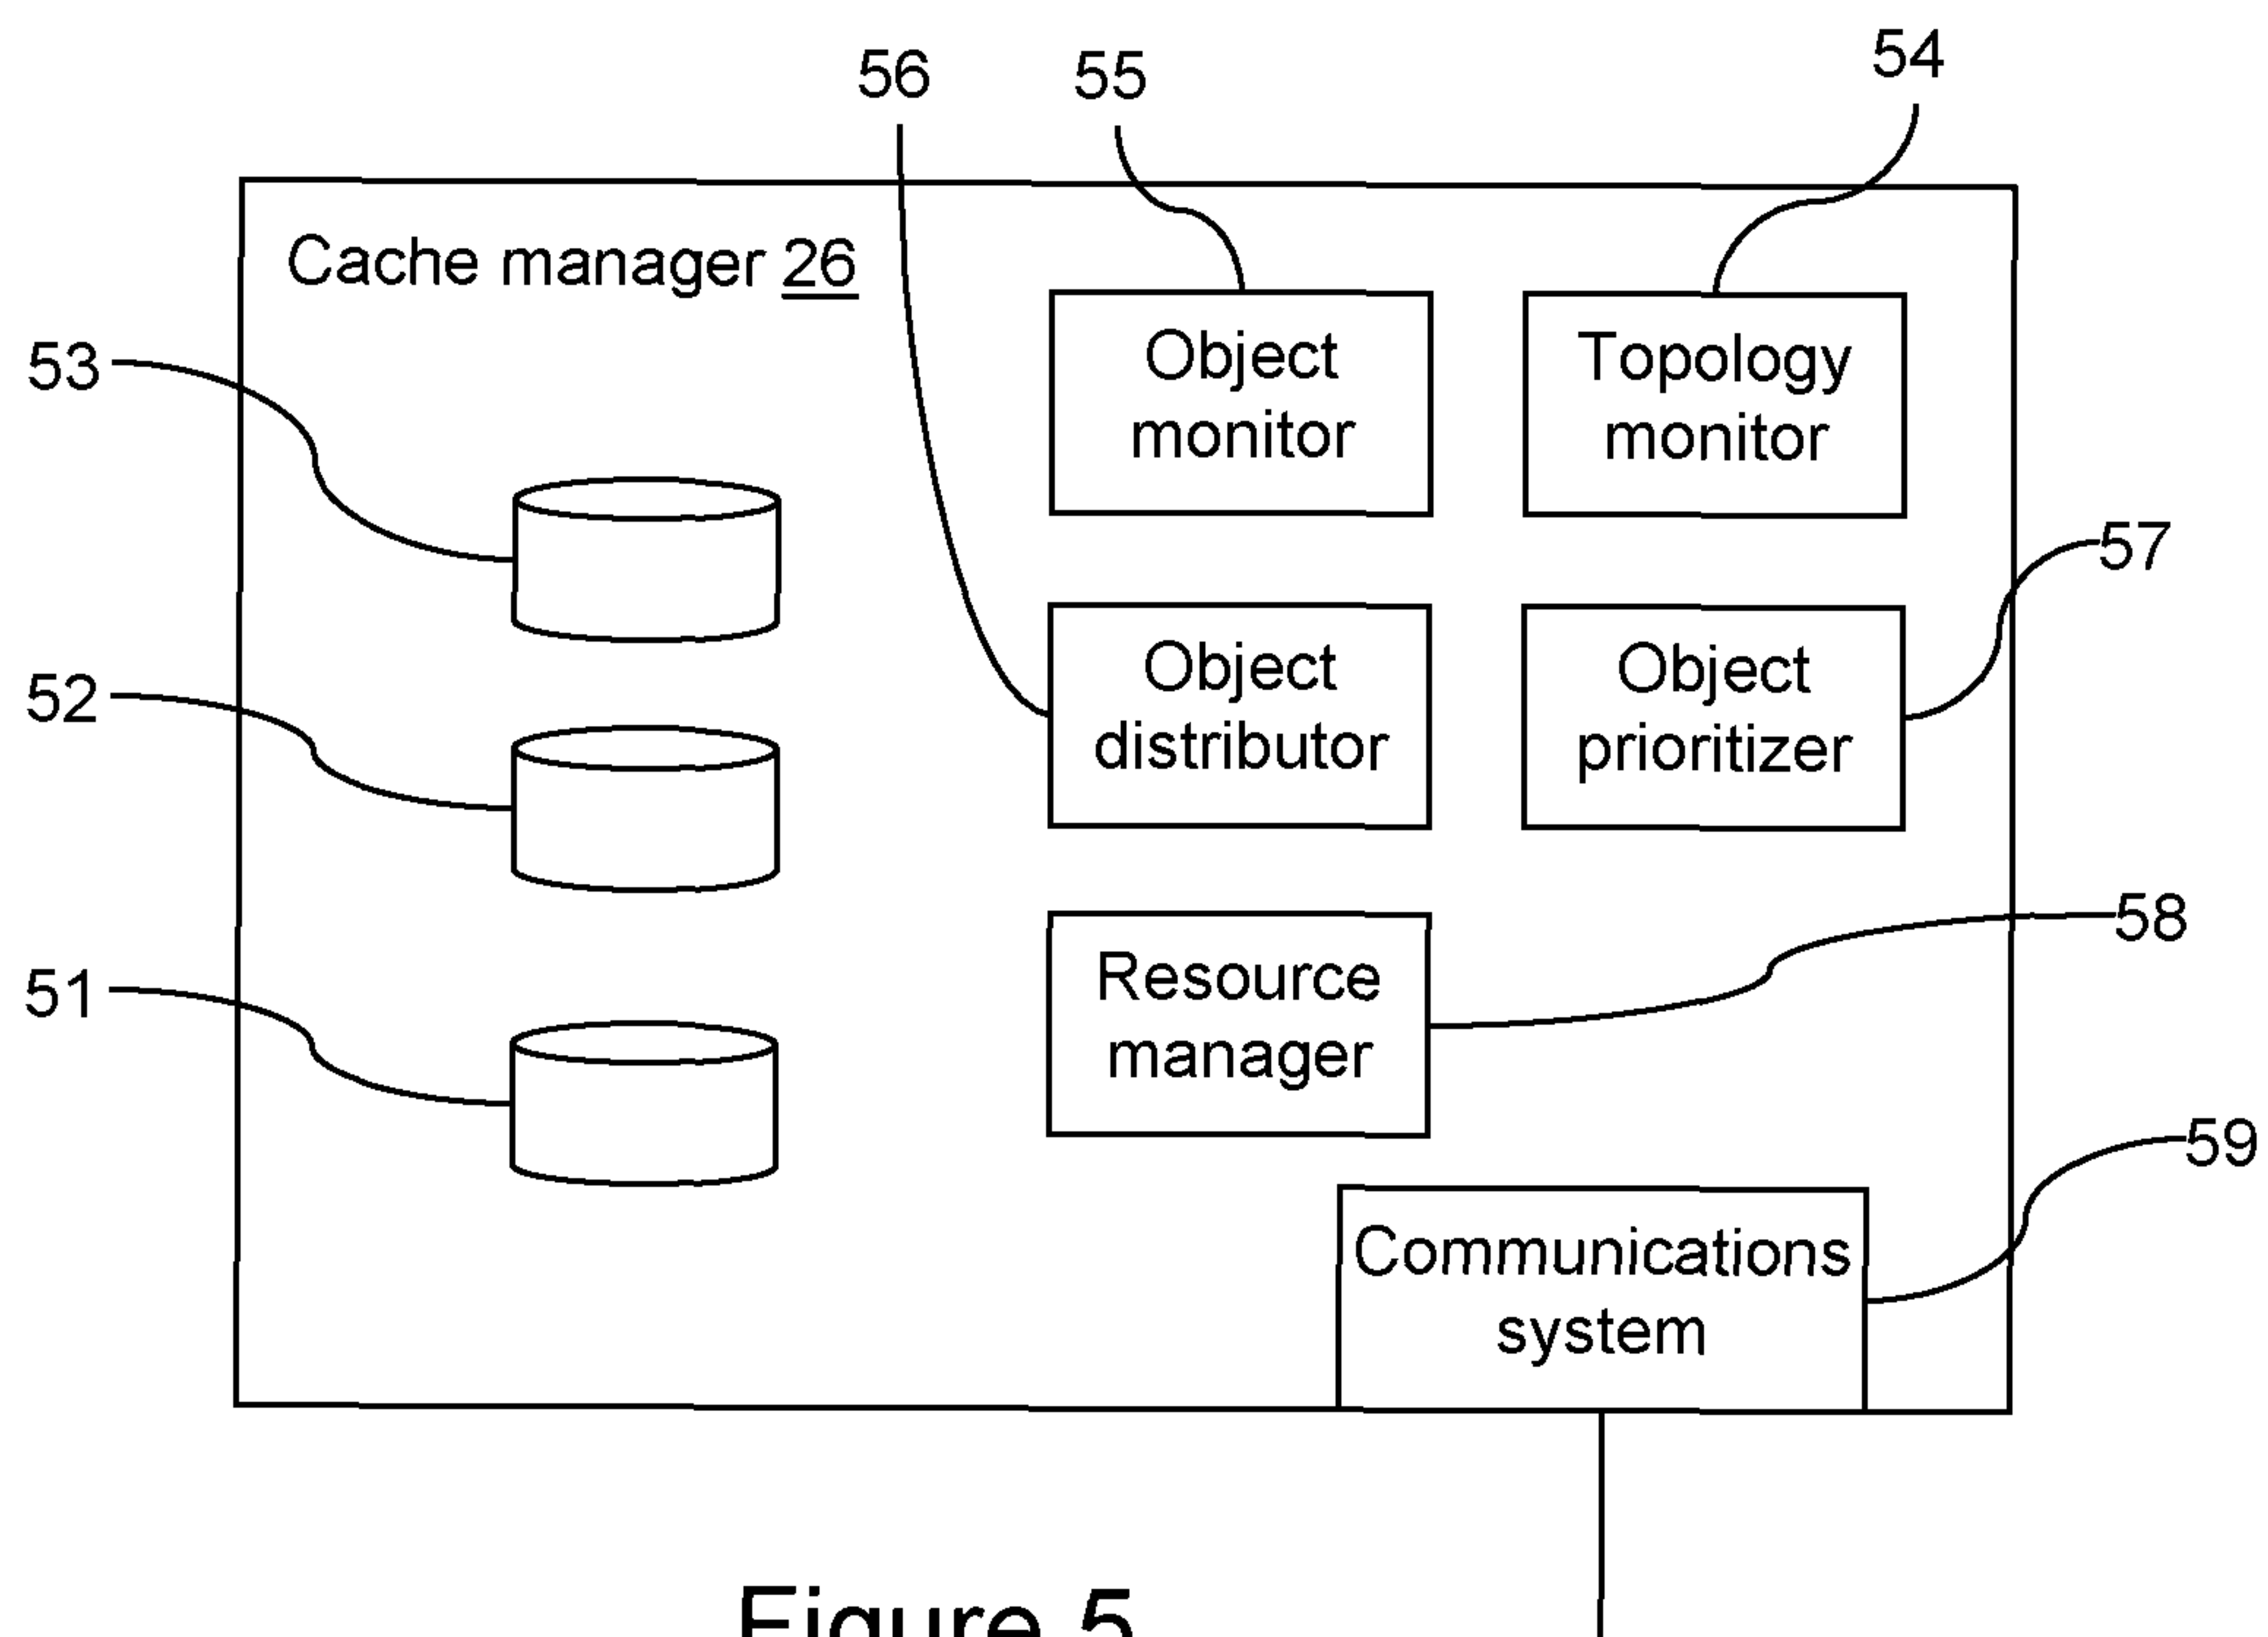 56
55
54
Cache manager 26
53
Object
monitor
Topology
monitor
57
52
Object
distributor
Object
prioritizer
58
51
Resource
manager
59
Communications
system
Figure 5